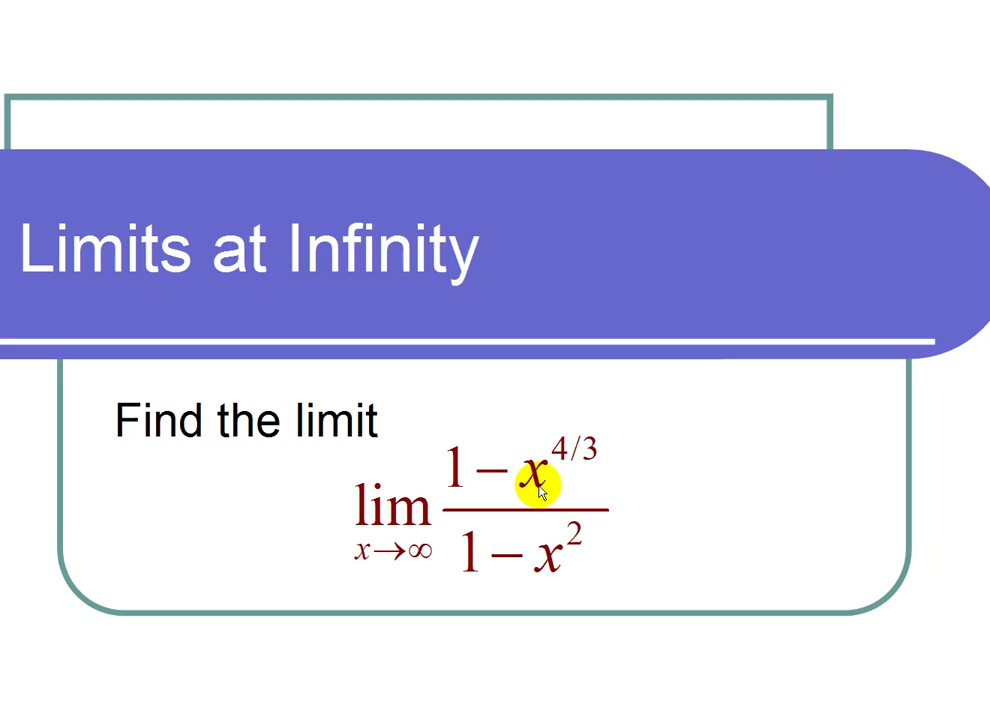 Limits at Infinity
Find the limit
lim x→∞ (1 − x^{4/3}) / (1 − x^2)